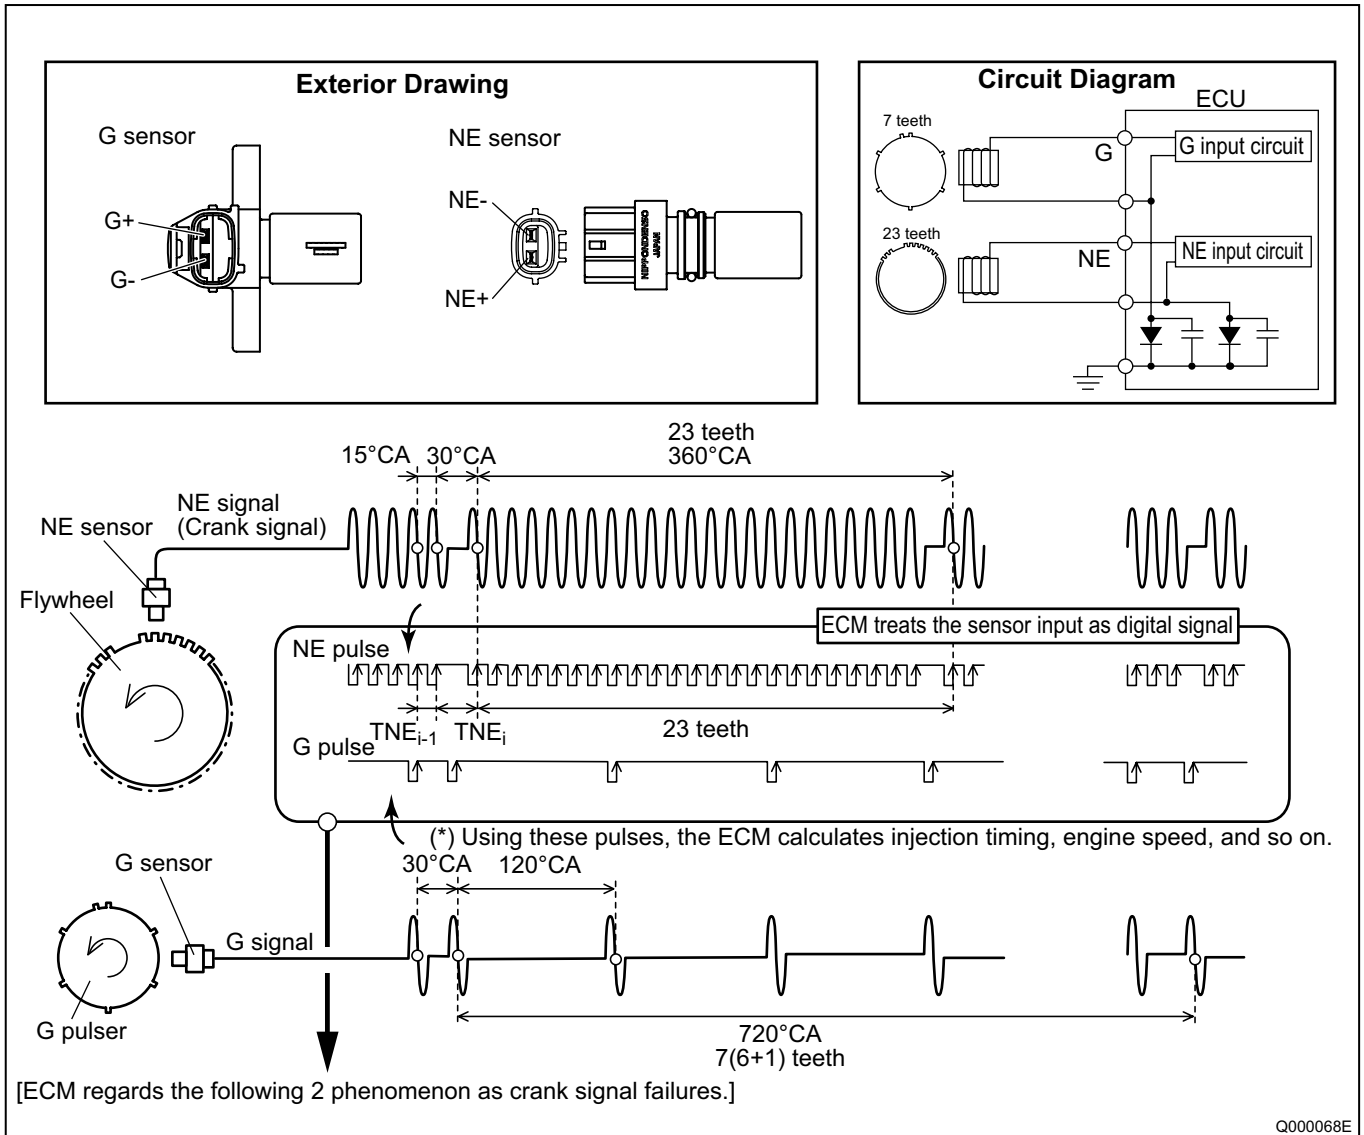 Exterior Drawing
G sensor
NE sensor
G+
G-
NE-
NE+
NIPPONDENSO
JAPAN
Circuit Diagram
ECU
7 teeth
G
G input circuit
23 teeth
NE
NE input circuit
23 teeth
15°CA 30°CA 360°CA
NE signal
(Crank signal)
NE sensor
Flywheel
ECM treats the sensor input as digital signal
NE pulse
TNEi-1 TNEi 23 teeth
G pulse
(*) Using these pulses, the ECM calculates injection timing, engine speed, and so on.
30°CA 120°CA
G sensor
G signal
G pulser
720°CA
7(6+1) teeth
[ECM regards the following 2 phenomenon as crank signal failures.]
Q000068E